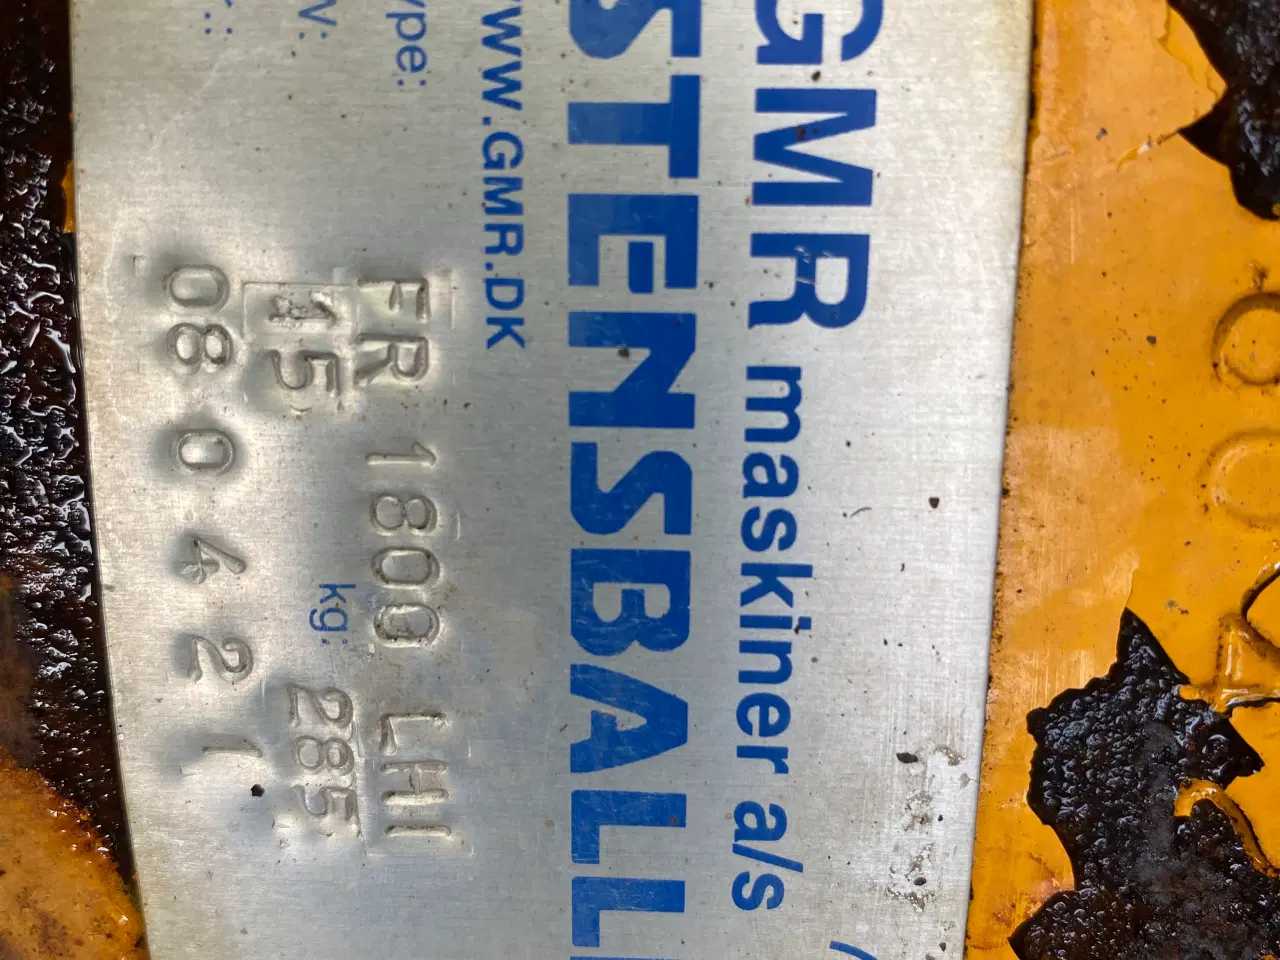 GMR maskiner a/s
STENSBALL
WWW.GMR.DK
ype: FR 1800 LHI
V.: 15 kg: 285
.: 080421